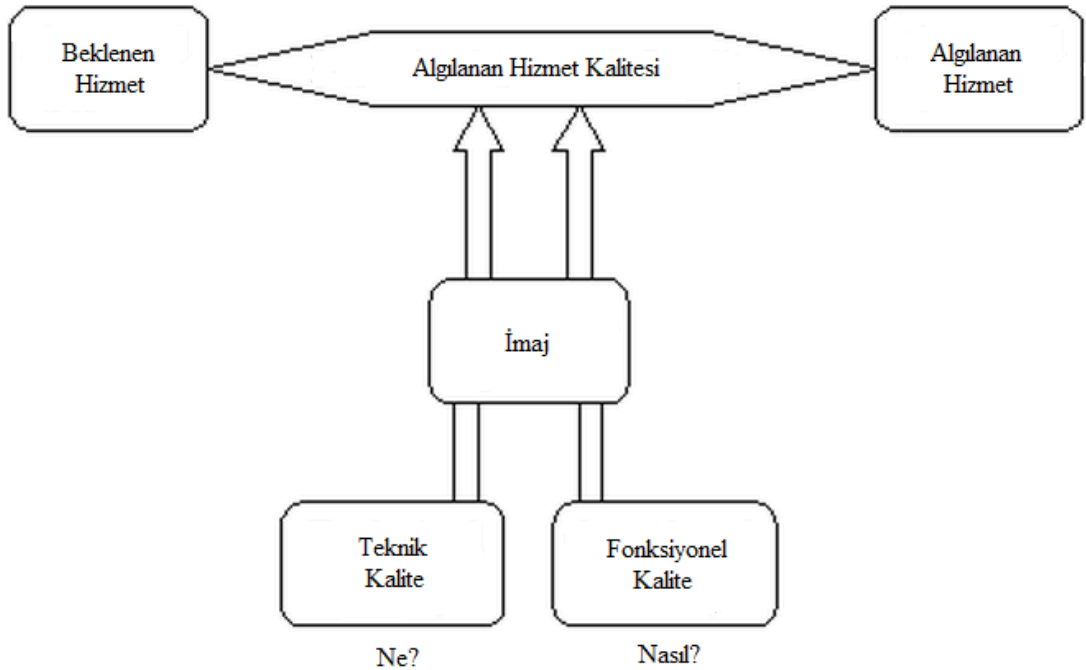 Beklenen
Hizmet
Algılanan Hizmet Kalitesi
Algılanan
Hizmet
İmaj
Teknik
Kalite
Fonksiyonel
Kalite
Ne?
Nasıl?